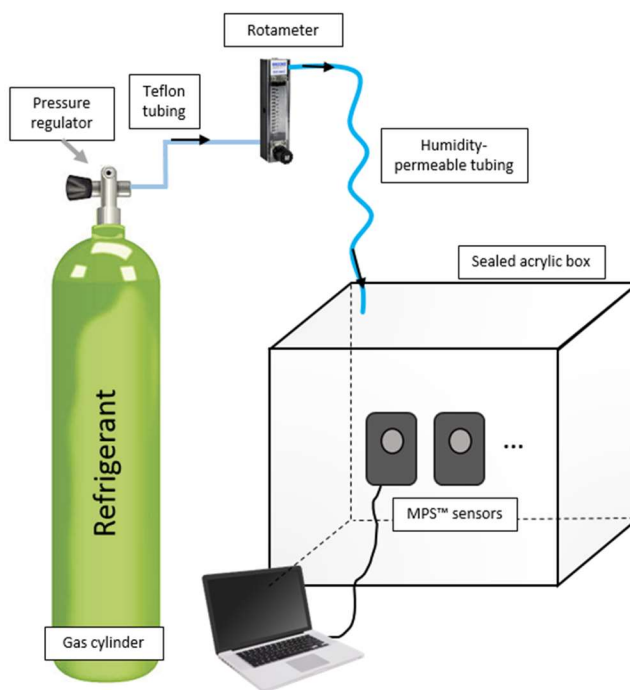 Rotameter
Teflon
tubing
Pressure
regulator
Humidity-
permeable tubing
Sealed acrylic box
Refrigerant
...
MPS™ sensors
Gas cylinder